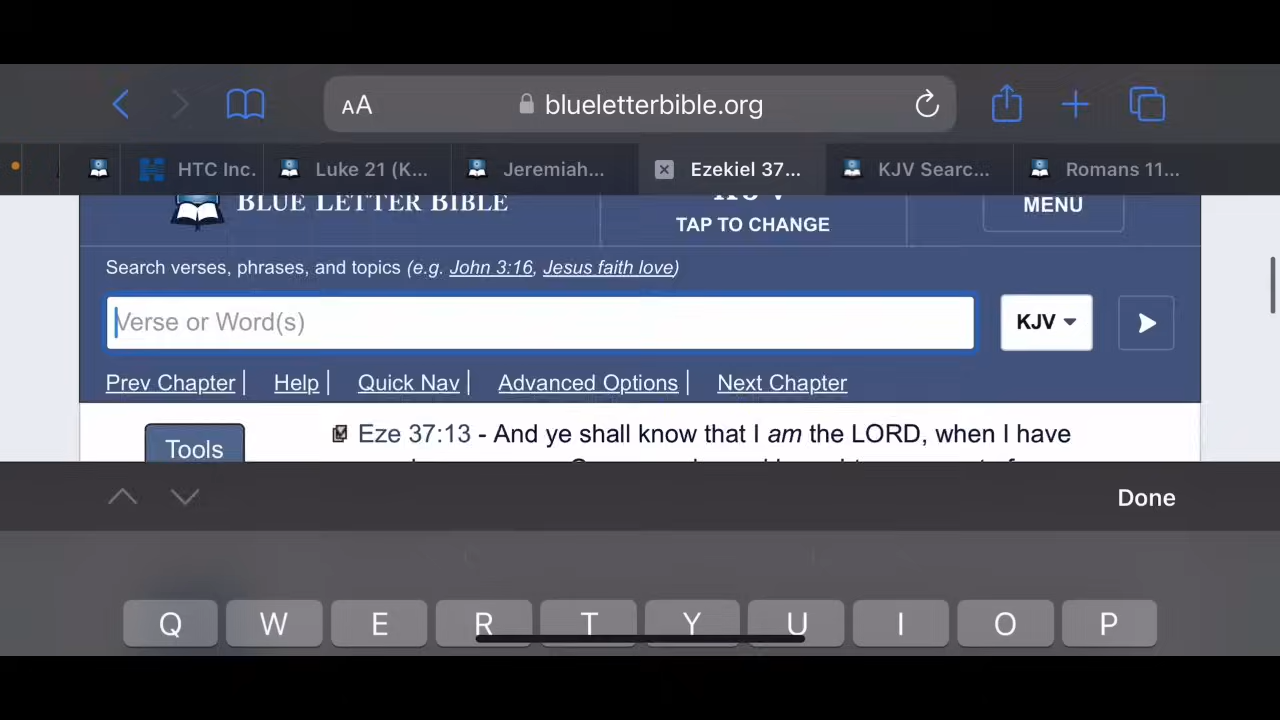 AA blueletterbible.org
HTC Inc. Luke 21 (K... Jeremiah... Ezekiel 37... KJV Searc... Romans 11...
BLUE LETTER BIBLE
TAP TO CHANGE
MENU
Search verses, phrases, and topics (e.g. John 3:16, Jesus faith love)
Verse or Word(s)
KJV
Prev Chapter | Help | Quick Nav | Advanced Options | Next Chapter
Tools
Eze 37:13 - And ye shall know that I am the LORD, when I have
Done
Q W E R T Y U I O P